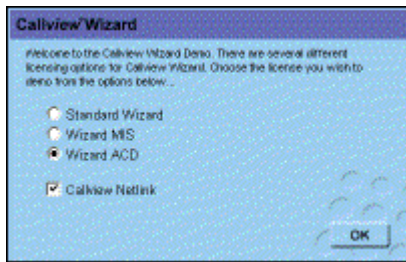 Callview Wizard
Welcome to the Callview Wizard Demo. There are several different
licensing options for Callview Wizard. Choose the license you wish to
demo from the options below...
Standard Wizard
Wizard MIS
Wizard ACD
Callview Netlink
OK